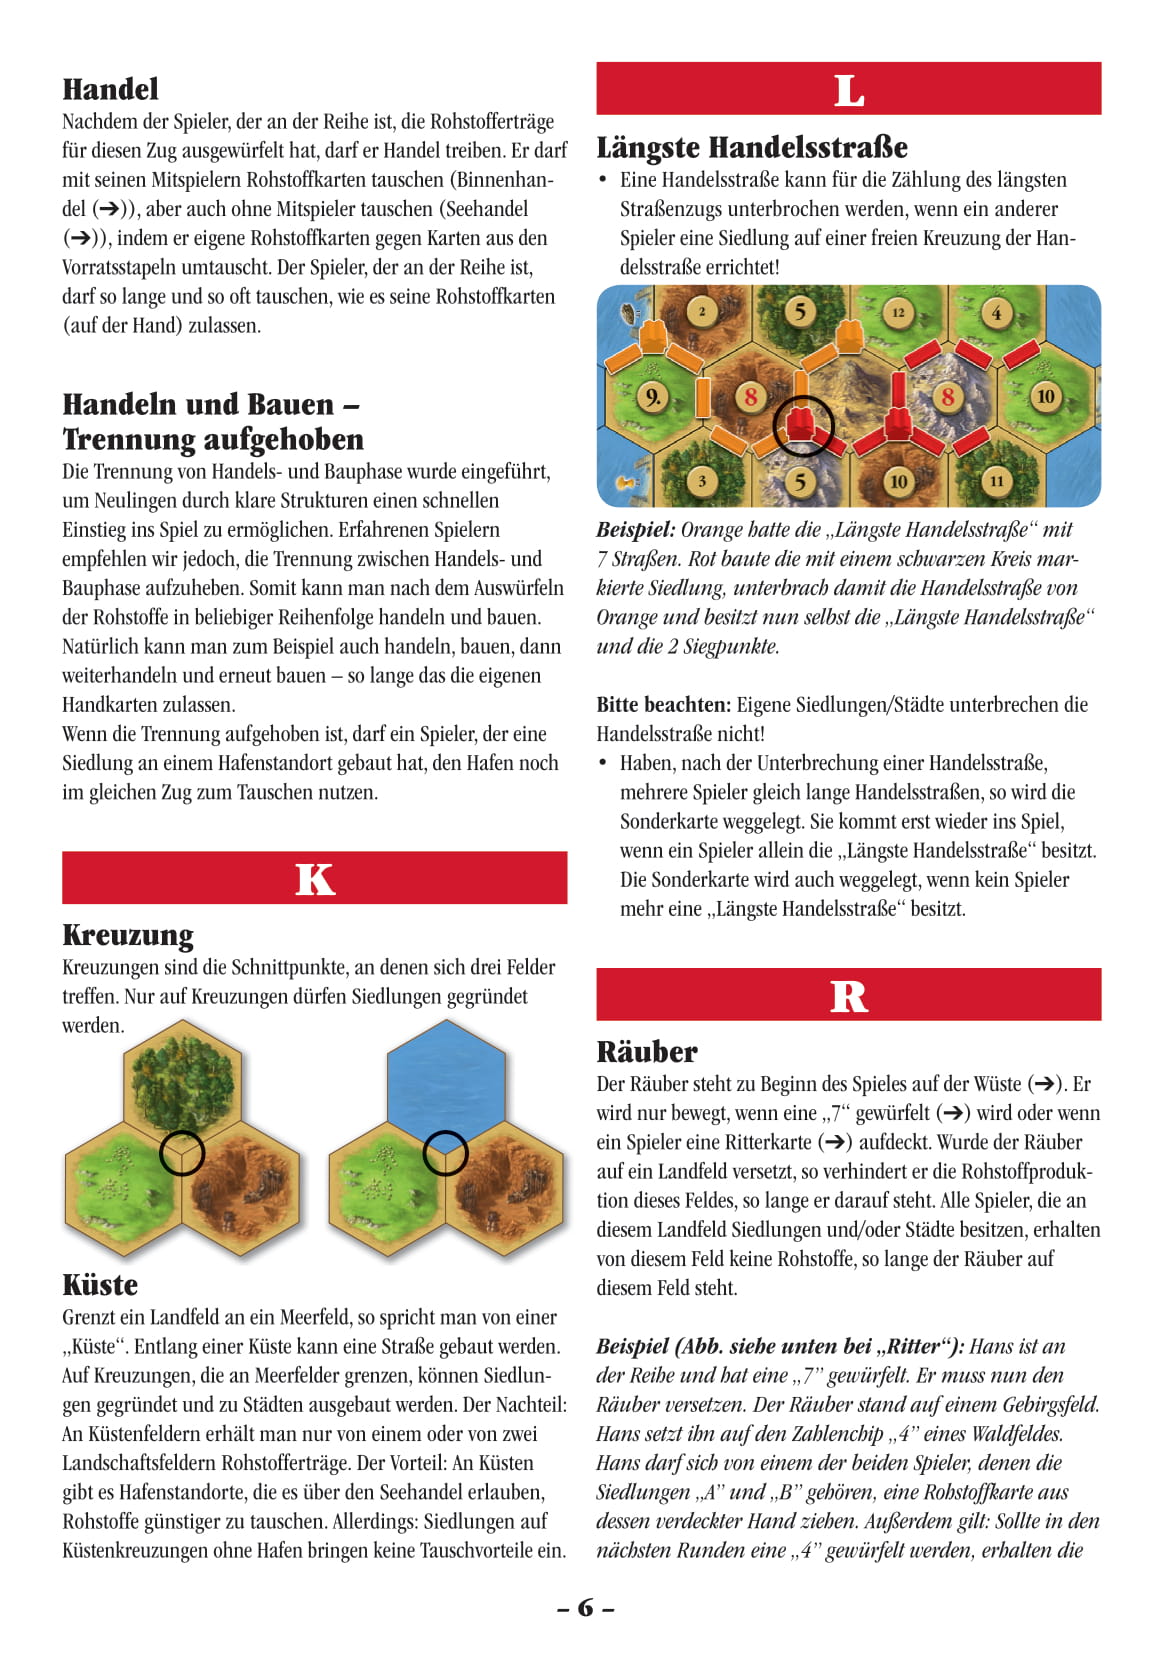 Handel
Nachdem der Spieler, der an der Reihe ist, die Rohstofferträge
für diesen Zug ausgewürfelt hat, darf er Handel treiben. Er darf
mit seinen Mitspielern Rohstoffkarten tauschen (Binnenhan-
del (➔)), aber auch ohne Mitspieler tauschen (Seehandel
(➔)), indem er eigene Rohstoffkarten gegen Karten aus den
Vorratsstapeln umtauscht. Der Spieler, der an der Reihe ist,
darf so lange und so oft tauschen, wie es seine Rohstoffkarten
(auf der Hand) zulassen.
Handeln und Bauen –
Trennung aufgehoben
Die Trennung von Handels- und Bauphase wurde eingeführt,
um Neulingen durch klare Strukturen einen schnellen
Einstieg ins Spiel zu ermöglichen. Erfahrenen Spielern
empfehlen wir jedoch, die Trennung zwischen Handels- und
Bauphase aufzuheben. Somit kann man nach dem Auswürfeln
der Rohstoffe in beliebiger Reihenfolge handeln und bauen.
Natürlich kann man zum Beispiel auch handeln, bauen, dann
weiterhandeln und erneut bauen – so lange das die eigenen
Handkarten zulassen.
Wenn die Trennung aufgehoben ist, darf ein Spieler, der eine
Siedlung an einem Hafenstandort gebaut hat, den Hafen noch
im gleichen Zug zum Tauschen nutzen.
K
Kreuzung
Kreuzungen sind die Schnittpunkte, an denen sich drei Felder
treffen. Nur auf Kreuzungen dürfen Siedlungen gegründet
werden.
Küste
Grenzt ein Landfeld an ein Meerfeld, so spricht man von einer
„Küste“. Entlang einer Küste kann eine Straße gebaut werden.
Auf Kreuzungen, die an Meerfelder grenzen, können Siedlun-
gen gegründet und zu Städten ausgebaut werden. Der Nachteil:
An Küstenfeldern erhält man nur von einem oder von zwei
Landschaftsfeldern Rohstofferträge. Der Vorteil: An Küsten
gibt es Hafenstandorte, die es über den Seehandel erlauben,
Rohstoffe günstiger zu tauschen. Allerdings: Siedlungen auf
Küstenkreuzungen ohne Hafen bringen keine Tauschvorteile ein.
L
Längste Handelsstraße
• Eine Handelsstraße kann für die Zählung des längsten
Straßenzugs unterbrochen werden, wenn ein anderer
Spieler eine Siedlung auf einer freien Kreuzung der Han-
delsstraße errichtet!
2 5 12 4
9. 8 8 10
3 5 10 11
Beispiel: Orange hatte die „Längste Handelsstraße“ mit
7 Straßen. Rot baute die mit einem schwarzen Kreis mar-
kierte Siedlung, unterbrach damit die Handelsstraße von
Orange und besitzt nun selbst die „Längste Handelsstraße“
und die 2 Siegpunkte.
Bitte beachten: Eigene Siedlungen/Städte unterbrechen die
Handelsstraße nicht!
• Haben, nach der Unterbrechung einer Handelsstraße,
mehrere Spieler gleich lange Handelsstraßen, so wird die
Sonderkarte weggelegt. Sie kommt erst wieder ins Spiel,
wenn ein Spieler allein die „Längste Handelsstraße“ besitzt.
Die Sonderkarte wird auch weggelegt, wenn kein Spieler
mehr eine „Längste Handelsstraße“ besitzt.
R
Räuber
Der Räuber steht zu Beginn des Spieles auf der Wüste (➔). Er
wird nur bewegt, wenn eine „7“ gewürfelt (➔) wird oder wenn
ein Spieler eine Ritterkarte (➔) aufdeckt. Wurde der Räuber
auf ein Landfeld versetzt, so verhindert er die Rohstoffproduk-
tion dieses Feldes, so lange er darauf steht. Alle Spieler, die an
diesem Landfeld Siedlungen und/oder Städte besitzen, erhalten
von diesem Feld keine Rohstoffe, so lange der Räuber auf
diesem Feld steht.
Beispiel (Abb. siehe unten bei „Ritter“): Hans ist an
der Reihe und hat eine „7” gewürfelt. Er muss nun den
Räuber versetzen. Der Räuber stand auf einem Gebirgsfeld.
Hans setzt ihn auf den Zahlenchip „4” eines Waldfeldes.
Hans darf sich von einem der beiden Spieler, denen die
Siedlungen „A” und „B” gehören, eine Rohstoffkarte aus
dessen verdeckter Hand ziehen. Außerdem gilt: Sollte in den
nächsten Runden eine „4” gewürfelt werden, erhalten die
– 6 –